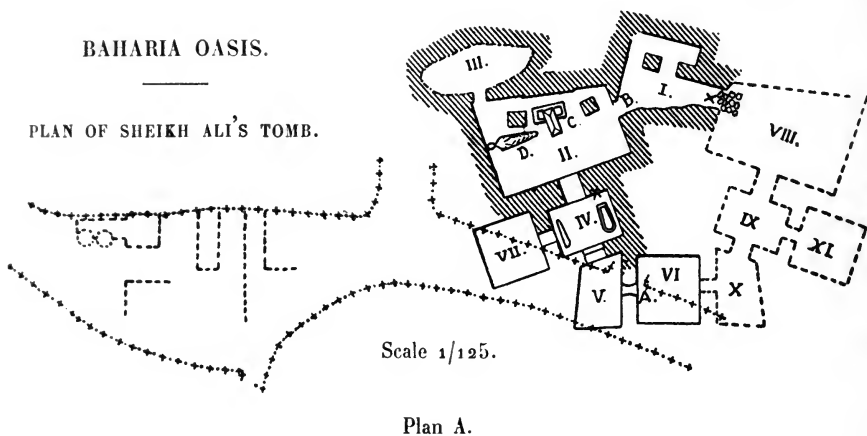 BAHARIA OASIS.
PLAN OF SHEIKH ALI'S TOMB.
III.
I.
B.
C.
VIII.
D.
II.
IV.
IX
XI.
VII.
V.
A.
VI
X
Scale 1/125.
Plan A.